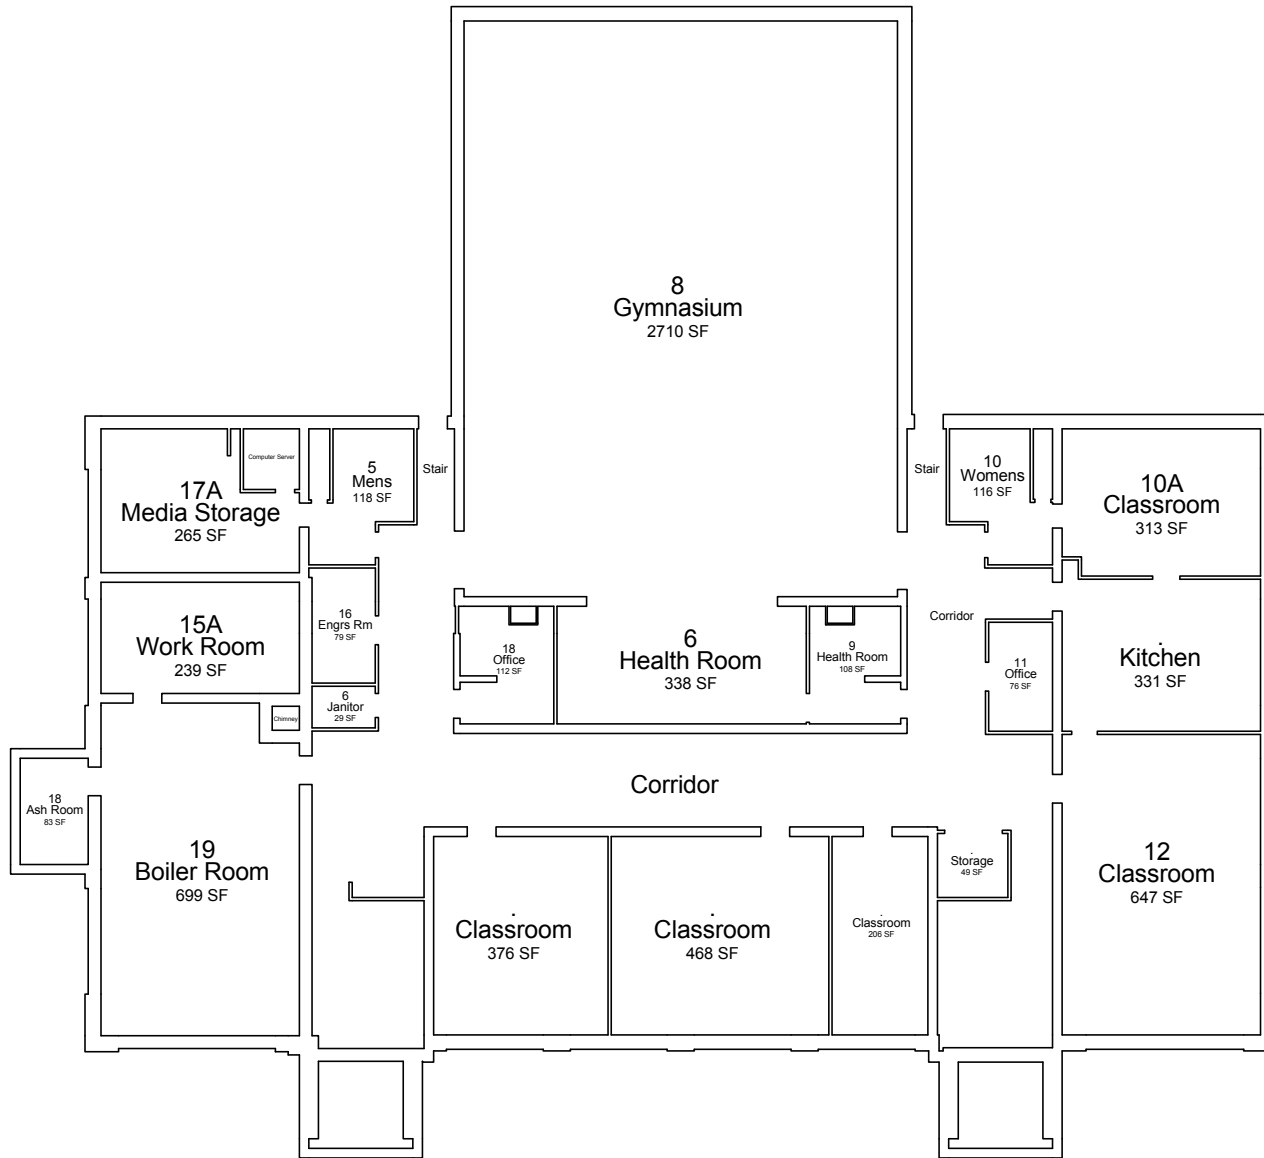 8
Gymnasium
2710 SF
Computer Server
17A
Media Storage
265 SF
5
Mens
118 SF
Stair
Stair
10
Womens
116 SF
10A
Classroom
313 SF
15A
Work Room
239 SF
16
Engrs Rm
79 SF
18
Office
112 SF
6
Health Room
338 SF
9
Health Room
108 SF
Corridor
11
Office
76 SF
.
Kitchen
331 SF
6
Janitor
29 SF
Chimney
Corridor
18
Ash Room
83 SF
19
Boiler Room
699 SF
.
Classroom
376 SF
.
Classroom
468 SF
.
Classroom
206 SF
.
Storage
49 SF
12
Classroom
647 SF